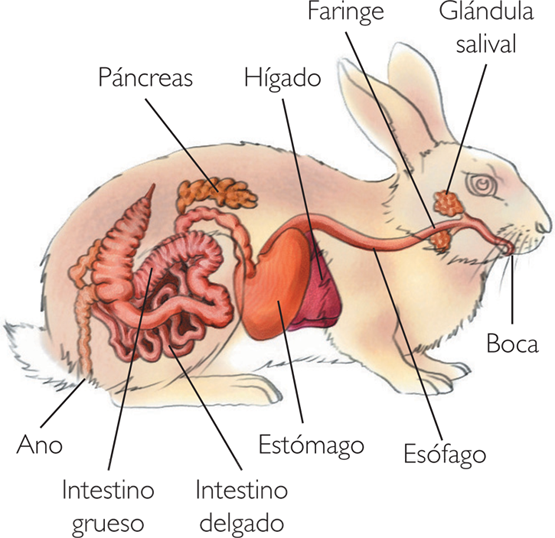 Faringe
Glándula
salival
Páncreas
Hígado
Boca
Ano
Estómago
Esófago
Intestino
grueso
Intestino
delgado